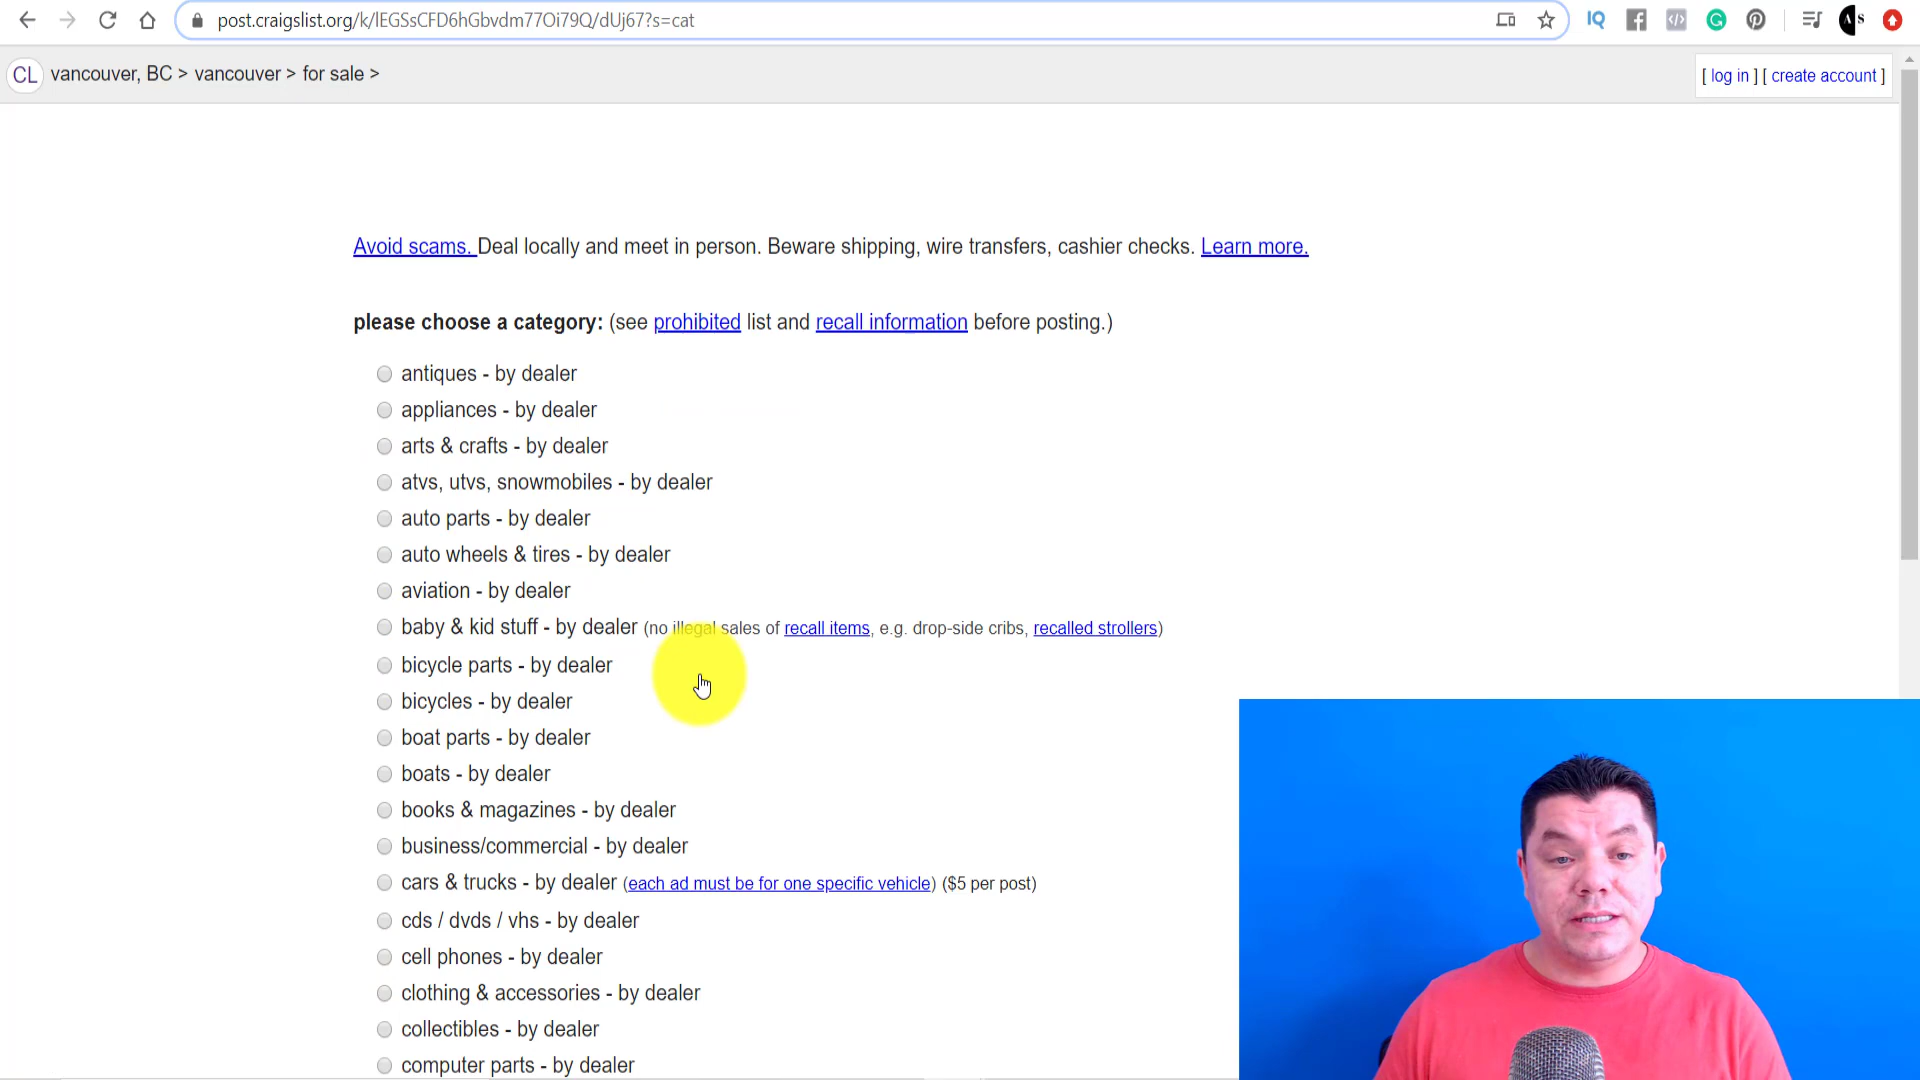 post.craigslist.org/k/lEGSsCFD6hGbvdm77Oi79Q/dUj67?s=cat
IQ
CL vancouver, BC > vancouver > for sale >
[ log in ] [ create account ]
Avoid scams. Deal locally and meet in person. Beware shipping, wire transfers, cashier checks. Learn more.
please choose a category: (see prohibited list and recall information before posting.)
antiques - by dealer
appliances - by dealer
arts & crafts - by dealer
atvs, utvs, snowmobiles - by dealer
auto parts - by dealer
auto wheels & tires - by dealer
aviation - by dealer
baby & kid stuff - by dealer (no illegal sales of recall items, e.g. drop-side cribs, recalled strollers)
bicycle parts - by dealer
bicycles - by dealer
boat parts - by dealer
boats - by dealer
books & magazines - by dealer
business/commercial - by dealer
cars & trucks - by dealer (each ad must be for one specific vehicle) ($5 per post)
cds / dvds / vhs - by dealer
cell phones - by dealer
clothing & accessories - by dealer
collectibles - by dealer
computer parts - by dealer